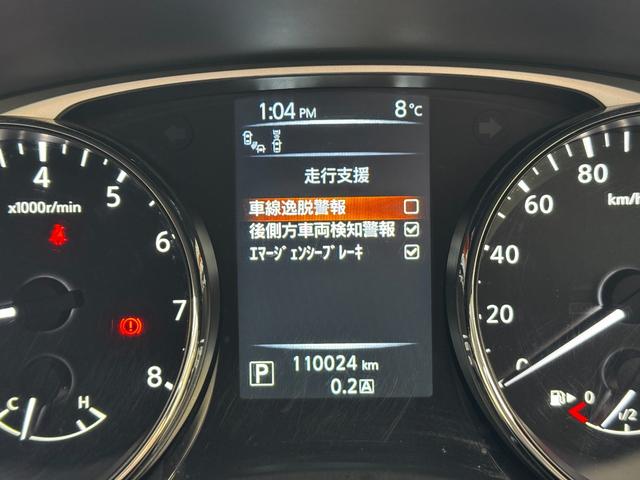 1:04 PM 8℃
走行支援
車線逸脱警報
後側方車両検知警報
ｴﾏｰｼﾞｪﾝｼｰﾌﾞﾚｰｷ
P 110024 km
0.2 A
4
5
x1000r/min
6
7
8
C H
80
km/h
60
40
20
0
0
1/2